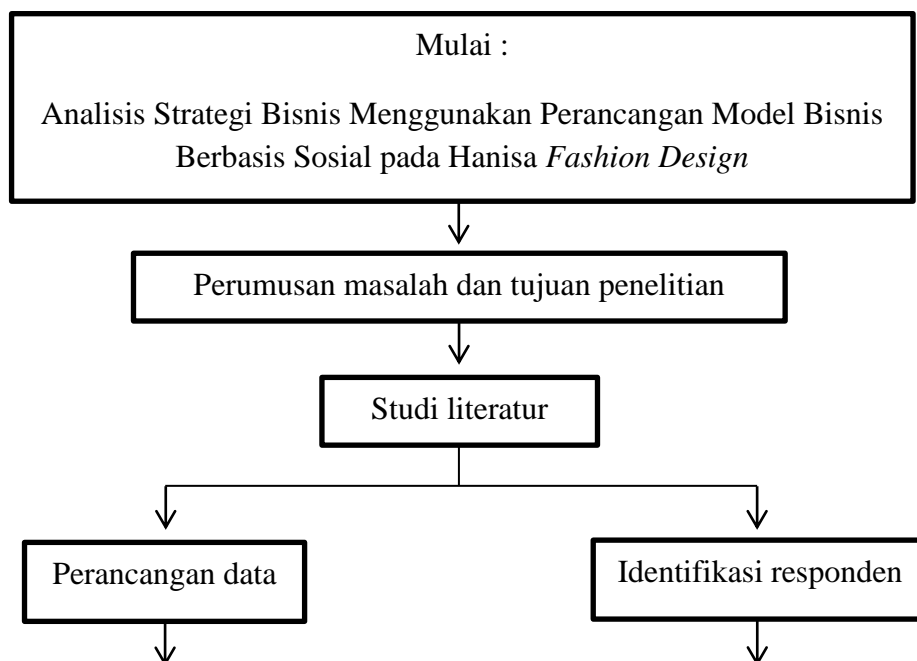 Mulai :
Analisis Strategi Bisnis Menggunakan Perancangan Model Bisnis
Berbasis Sosial pada Hanisa Fashion Design
Perumusan masalah dan tujuan penelitian
Studi literatur
Perancangan data
Identifikasi responden